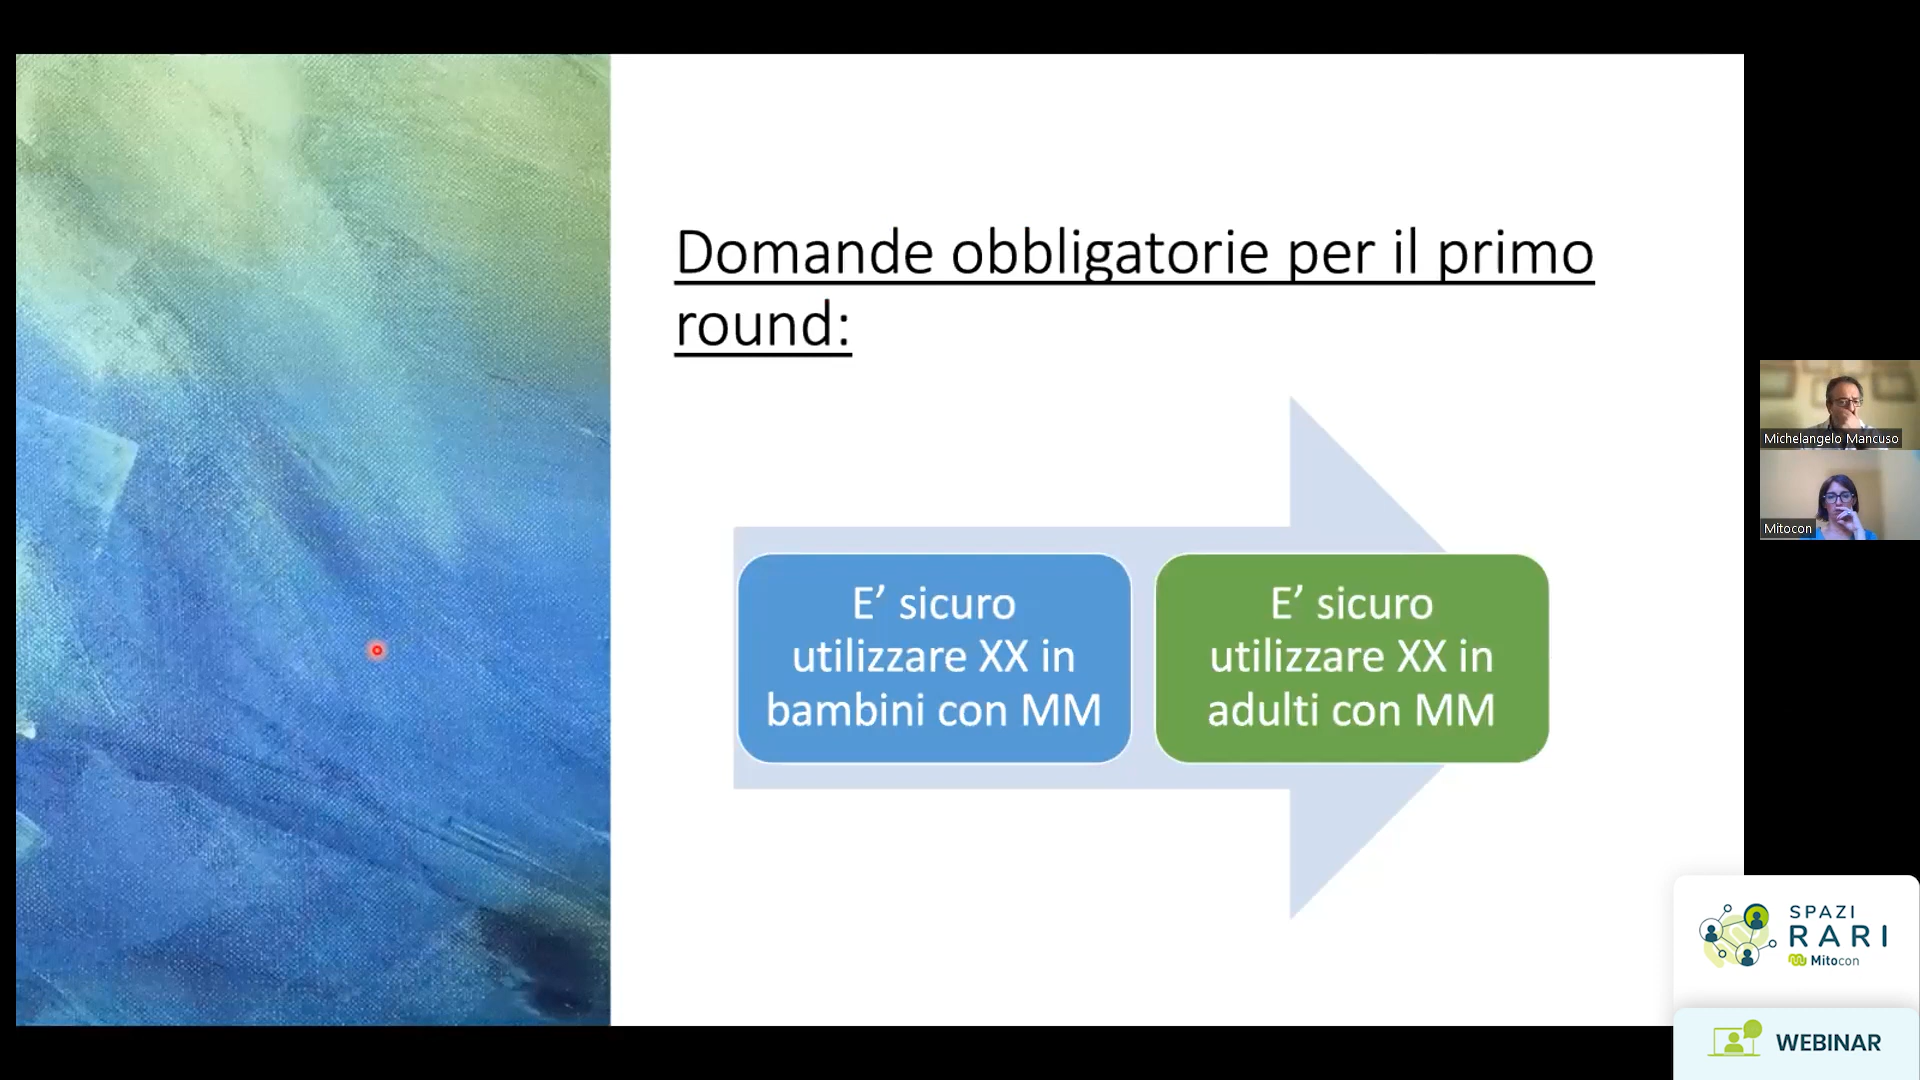 Domande obbligatorie per il primo
round:
E’ sicuro
utilizzare XX in
bambini con MM
E’ sicuro
utilizzare XX in
adulti con MM
Michelangelo Mancuso
Mitocon
SPAZI
RARI
Mitocon
WEBINAR